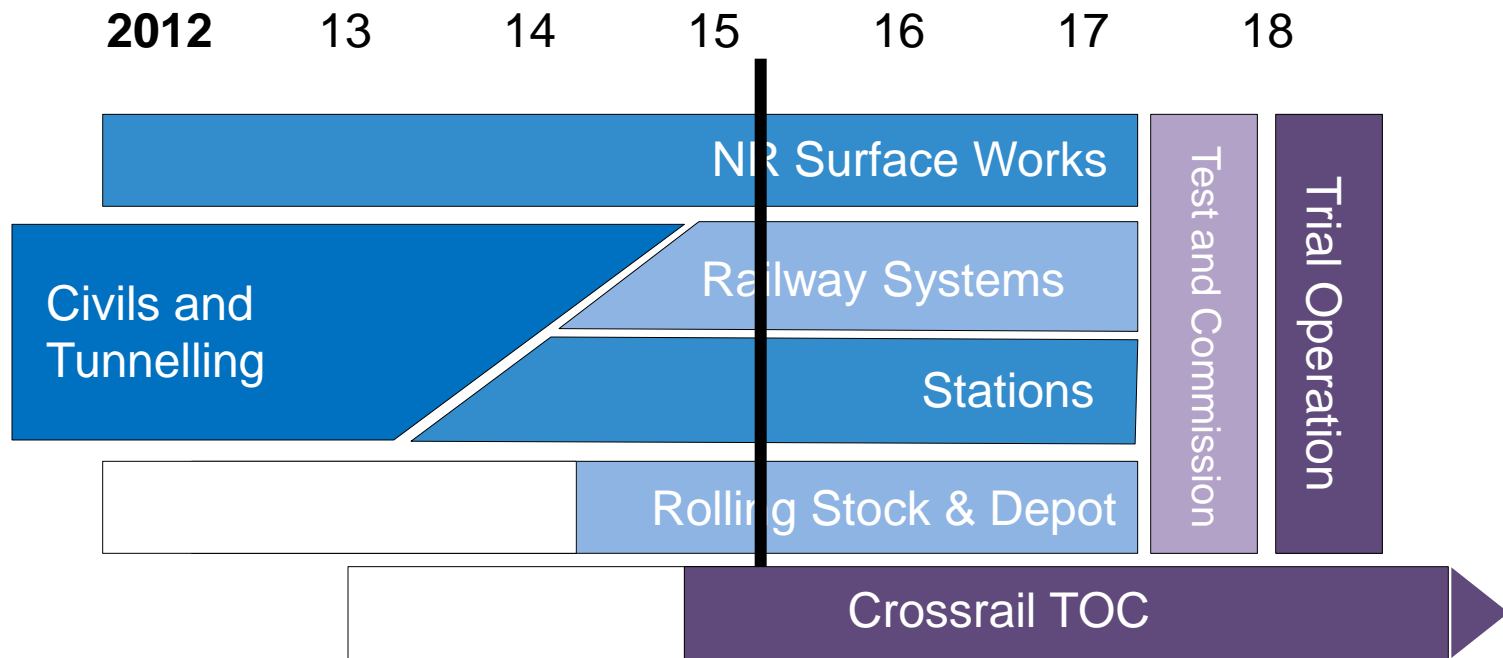 2012 13 14 15 16 17 18
NR Surface Works
Civils and
Tunnelling
Railway Systems
Stations
Rolling Stock & Depot
Crossrail TOC
Test and Commission
Trial Operation